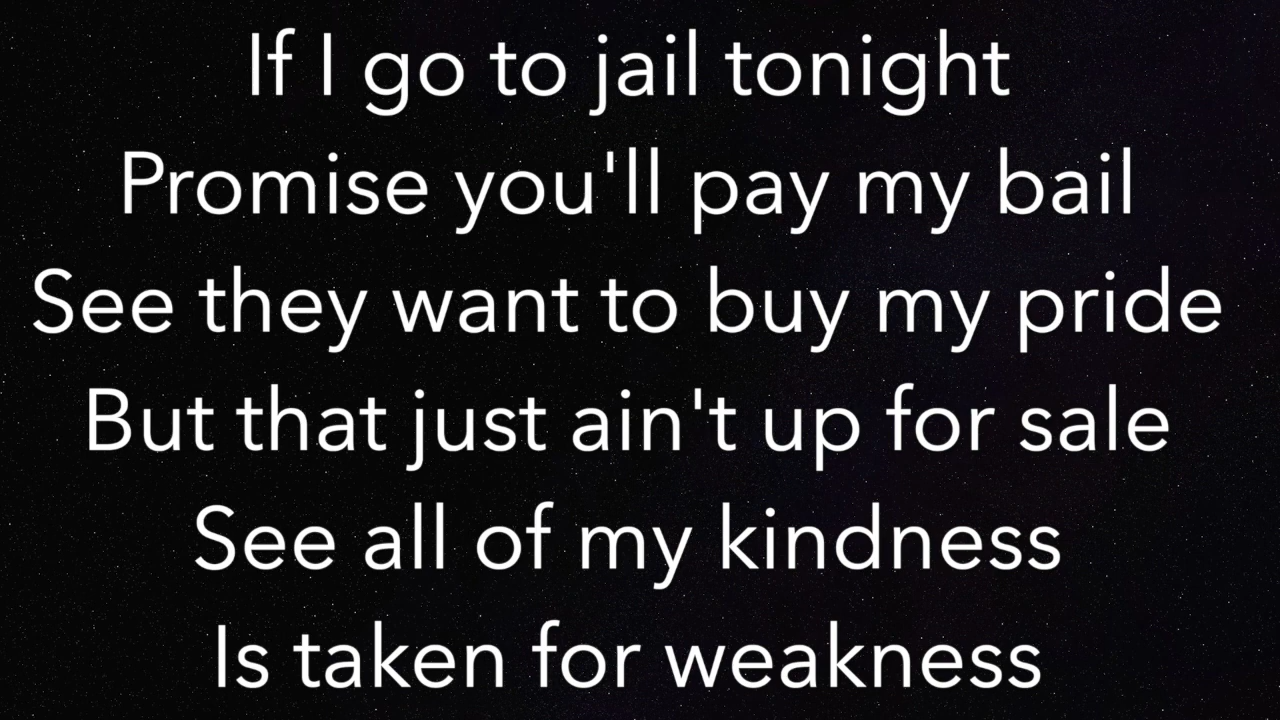 If I go to jail tonight
Promise you'll pay my bail
See they want to buy my pride
But that just ain't up for sale
See all of my kindness
Is taken for weakness